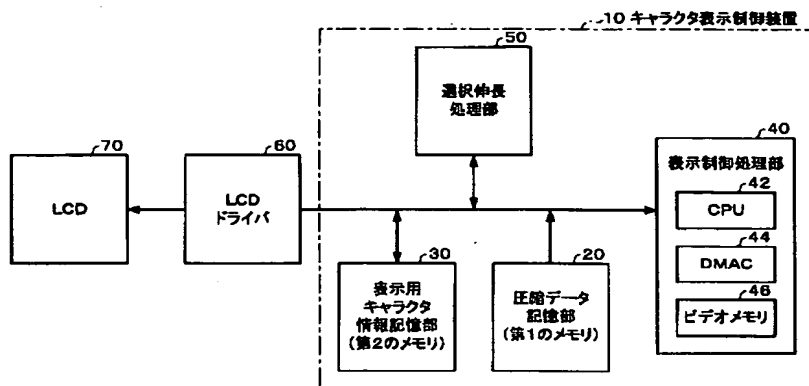 10 キャラクタ表示制御装置
50
選択伸長
処理部
70
LCD
60
LCD
ドライバ
40
表示制御処理部
42
CPU
44
DMAC
46
ビデオメモリ
30
表示用
キャラクタ
情報記憶部
(第2のメモリ)
20
圧縮データ
記憶部
(第1のメモリ)